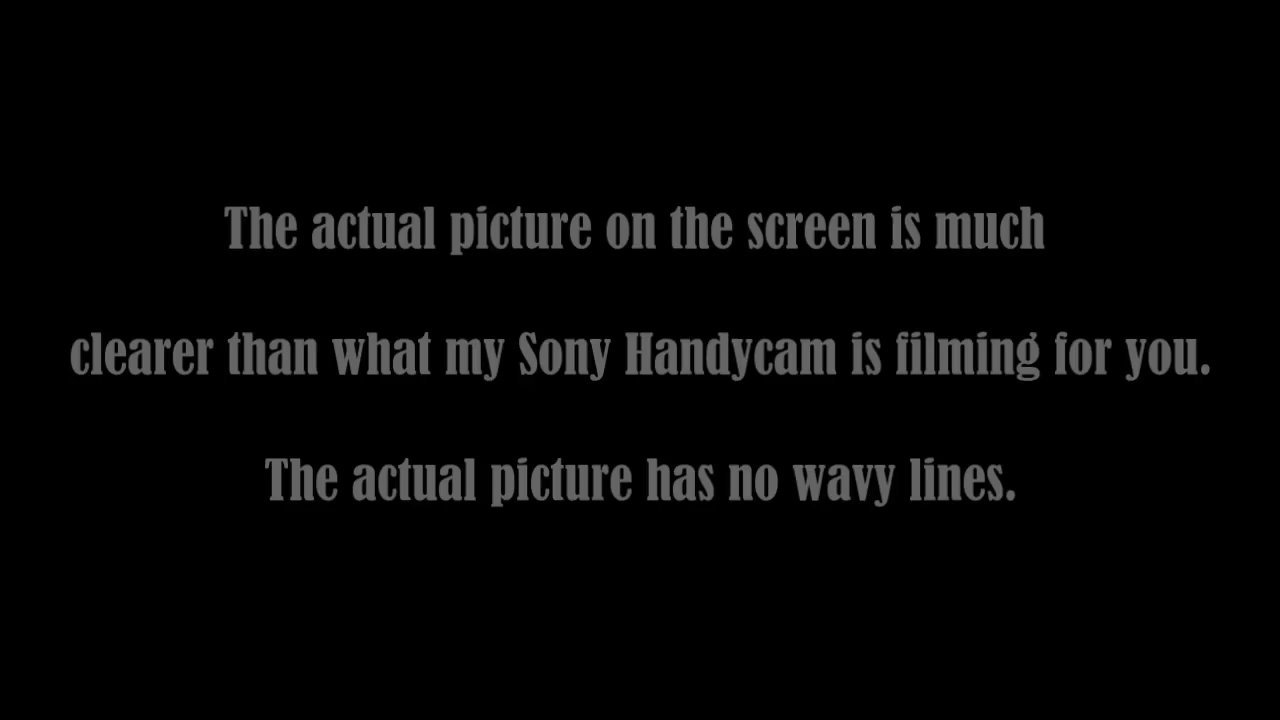 The actual picture on the screen is much
clearer than what my Sony Handycam is filming for you.
The actual picture has no wavy lines.